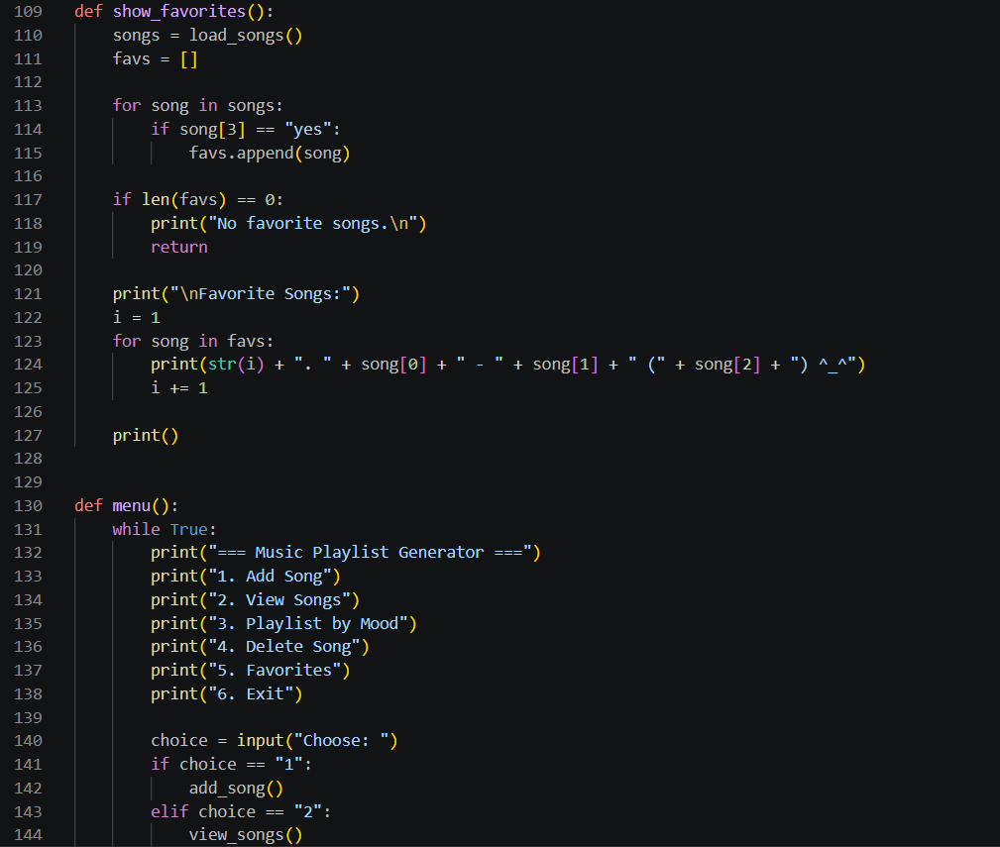 109 def show_favorites():
110     songs = load_songs()
111     favs = []
112
113     for song in songs:
114         if song[3] == "yes":
115             favs.append(song)
116
117     if len(favs) == 0:
118         print("No favorite songs.\n")
119         return
120
121     print("\nFavorite Songs:")
122     i = 1
123     for song in favs:
124         print(str(i) + ". " + song[0] + " - " + song[1] + " (" + song[2] + ") ^_^")
125         i += 1
126
127     print()
128
129
130 def menu():
131     while True:
132         print("=== Music Playlist Generator ===")
133         print("1. Add Song")
134         print("2. View Songs")
135         print("3. Playlist by Mood")
136         print("4. Delete Song")
137         print("5. Favorites")
138         print("6. Exit")
139
140         choice = input("Choose: ")
141         if choice == "1":
142             add_song()
143         elif choice == "2":
144             view_songs()